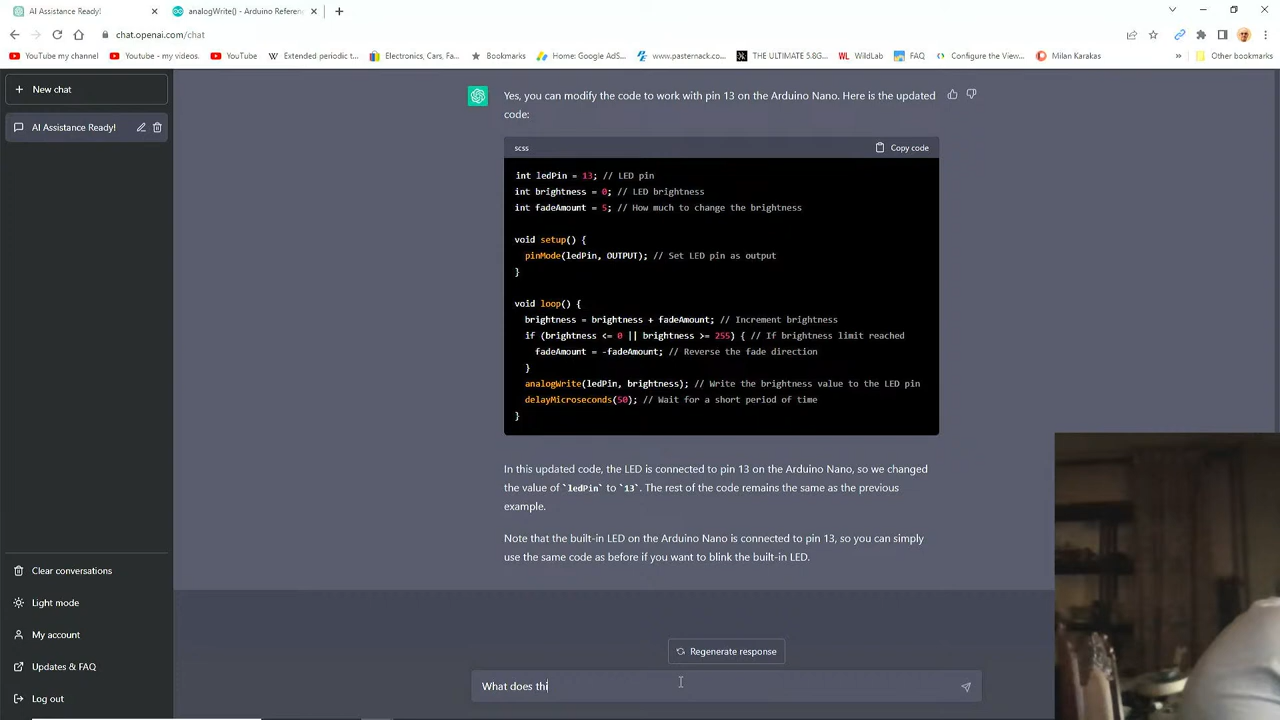 AI Assistance Ready!
analogWrite() - Arduino Referenc
chat.openai.com/chat
YouTube my channel
Youtube - my videos
YouTube
Extended periodic t...
Electronics, Cars, Fa...
Bookmarks
Home: Google AdS...
www.pasternack....
THE ULTIMATE 5.8G...
WL WildLab
FAQ
Configure the View...
Milan Karakas
»
Other bookmarks
New chat
AI Assistance Ready!
Yes, you can modify the code to work with pin 13 on the Arduino Nano. Here is the updated
code:
scss
Copy code
int ledPin = 13; // LED pin
int brightness = 0; // LED brightness
int fadeAmount = 5; // How much to change the brightness
void setup() {
pinMode(ledPin, OUTPUT); // Set LED pin as output
}
void loop() {
brightness = brightness + fadeAmount; // Increment brightness
if (brightness <= 0 || brightness >= 255) { // If brightness limit reached
fadeAmount = -fadeAmount; // Reverse the fade direction
}
analogWrite(ledPin, brightness); // Write the brightness value to the LED pin
delayMicroseconds(50); // Wait for a short period of time
}
In this updated code, the LED is connected to pin 13 on the Arduino Nano, so we changed
the value of `ledPin` to `13`. The rest of the code remains the same as the previous
example.
Note that the built-in LED on the Arduino Nano is connected to pin 13, so you can simply
use the same code as before if you want to blink the built-in LED.
Clear conversations
Light mode
My account
Updates & FAQ
Log out
Regenerate response
What does thi